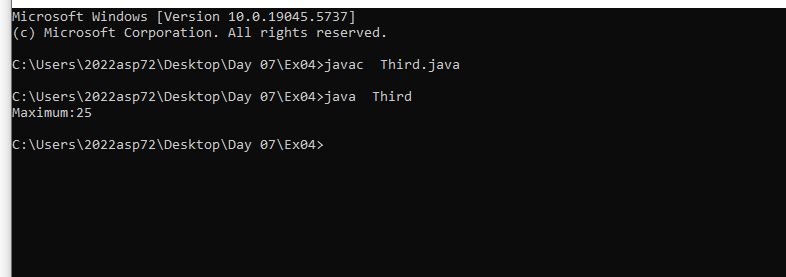 Microsoft Windows [Version 10.0.19045.5737]
(c) Microsoft Corporation. All rights reserved.
C:\Users\2022asp72\Desktop\Day 07\Ex04>javac  Third.java
C:\Users\2022asp72\Desktop\Day 07\Ex04>java  Third
Maximum:25
C:\Users\2022asp72\Desktop\Day 07\Ex04>